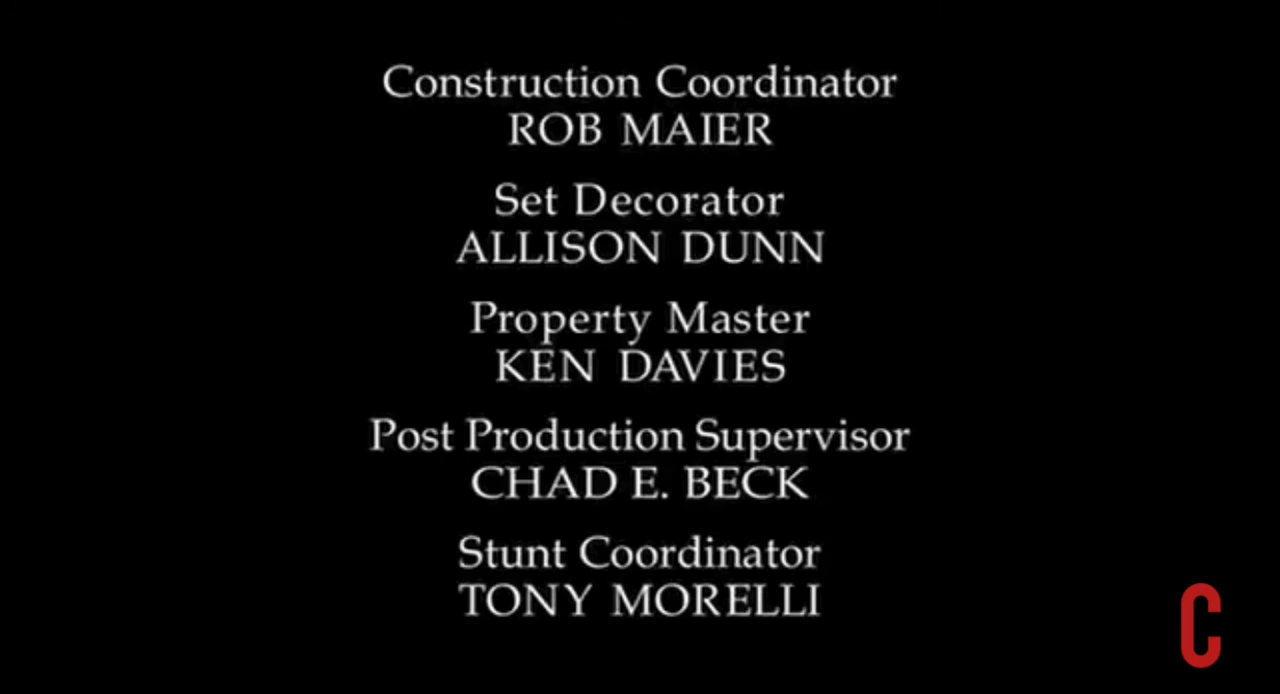 Construction Coordinator
ROB MAIER
Set Decorator
ALLISON DUNN
Property Master
KEN DAVIES
Post Production Supervisor
CHAD E. BECK
Stunt Coordinator
TONY MORELLI
C